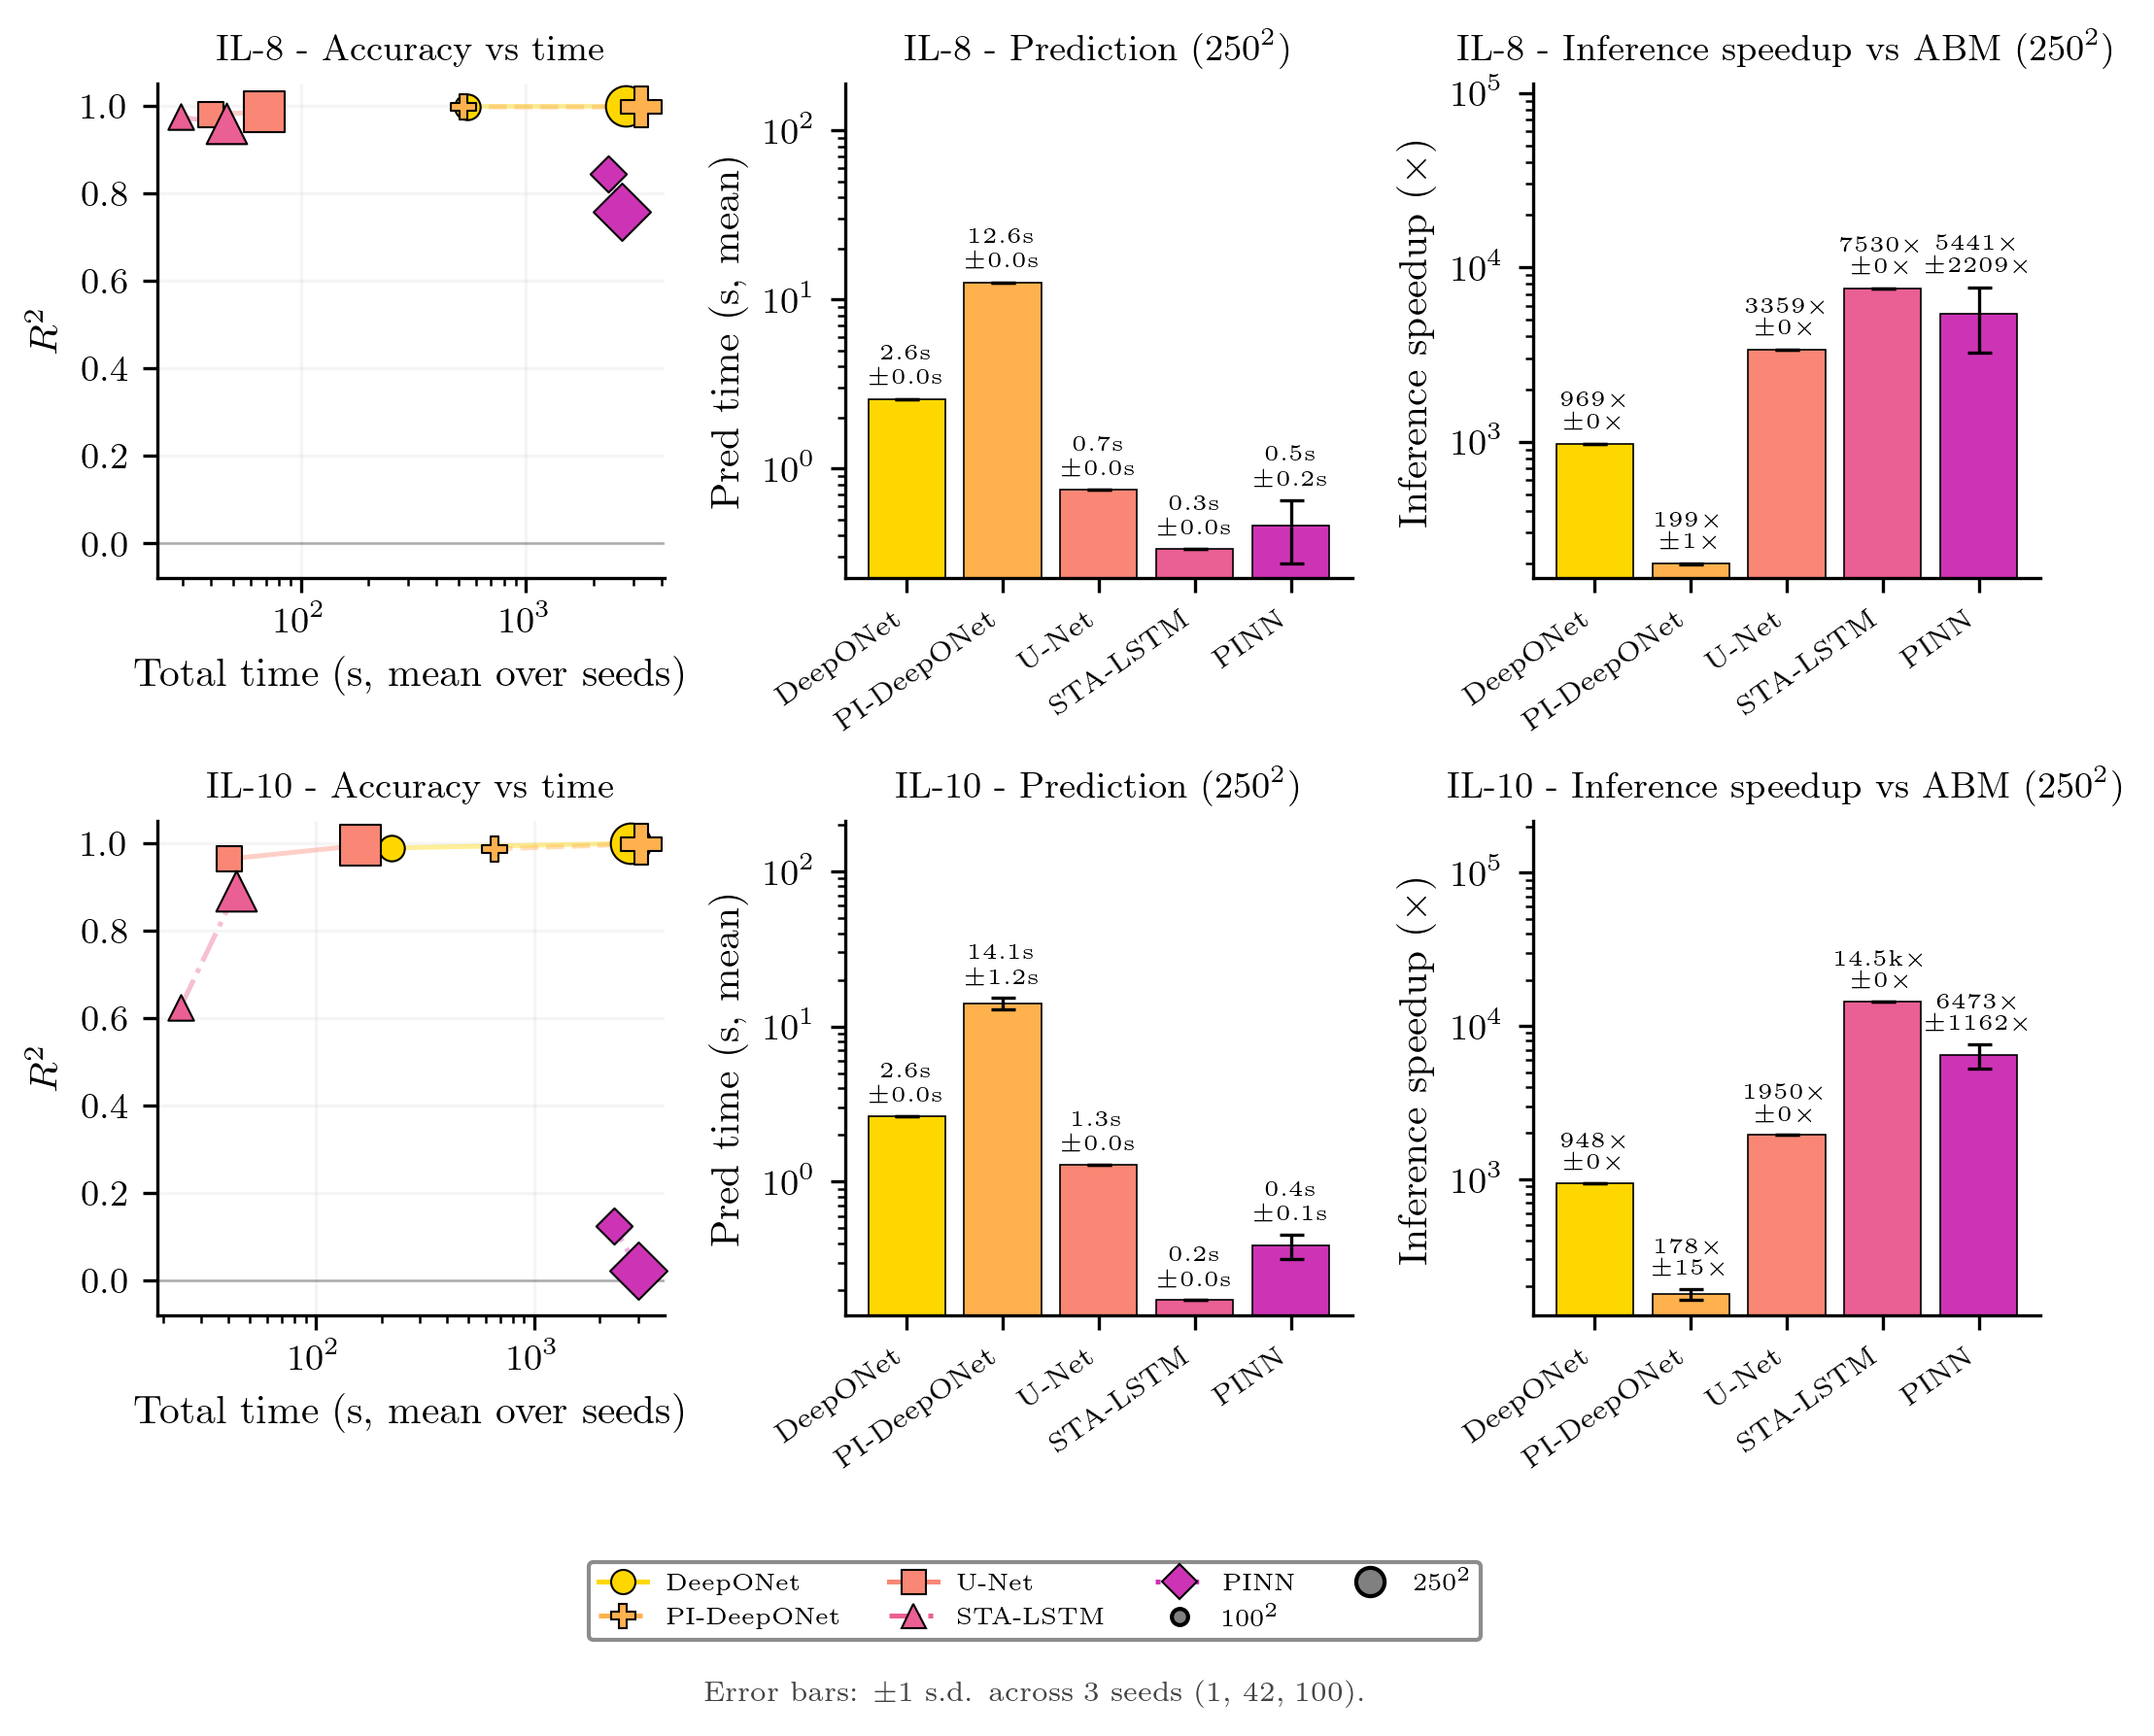 IL-8 - Accuracy vs time
1.0
0.8
0.6
0.4
0.2
0.0
R²
10² 10³
Total time (s, mean over seeds)
IL-8 - Prediction (250²)
Pred time (s, mean)
10²
10¹
10⁰
2.6s
±0.0s
12.6s
±0.0s
0.7s
±0.0s
0.3s
±0.0s
0.5s
±0.2s
DeepONet
PI-DeepONet
U-Net
STA-LSTM
PINN
IL-8 - Inference speedup vs ABM (250²)
Inference speedup (×)
10⁵
10⁴
10³
969×
±0×
199×
±1×
3359×
±0×
7530×
±0×
5441×
±2209×
DeepONet
PI-DeepONet
U-Net
STA-LSTM
PINN
IL-10 - Accuracy vs time
1.0
0.8
0.6
0.4
0.2
0.0
R²
10² 10³
Total time (s, mean over seeds)
IL-10 - Prediction (250²)
Pred time (s, mean)
10²
10¹
10⁰
2.6s
±0.0s
14.1s
±1.2s
1.3s
±0.0s
0.2s
±0.0s
0.4s
±0.1s
DeepONet
PI-DeepONet
U-Net
STA-LSTM
PINN
IL-10 - Inference speedup vs ABM (250²)
Inference speedup (×)
10⁵
10⁴
10³
948×
±0×
178×
±15×
1950×
±0×
14.5k×
±0×
6473×
±1162×
DeepONet
PI-DeepONet
U-Net
STA-LSTM
PINN
DeepONet U-Net PINN 250²
PI-DeepONet STA-LSTM 100²
Error bars: ±1 s.d. across 3 seeds (1, 42, 100).